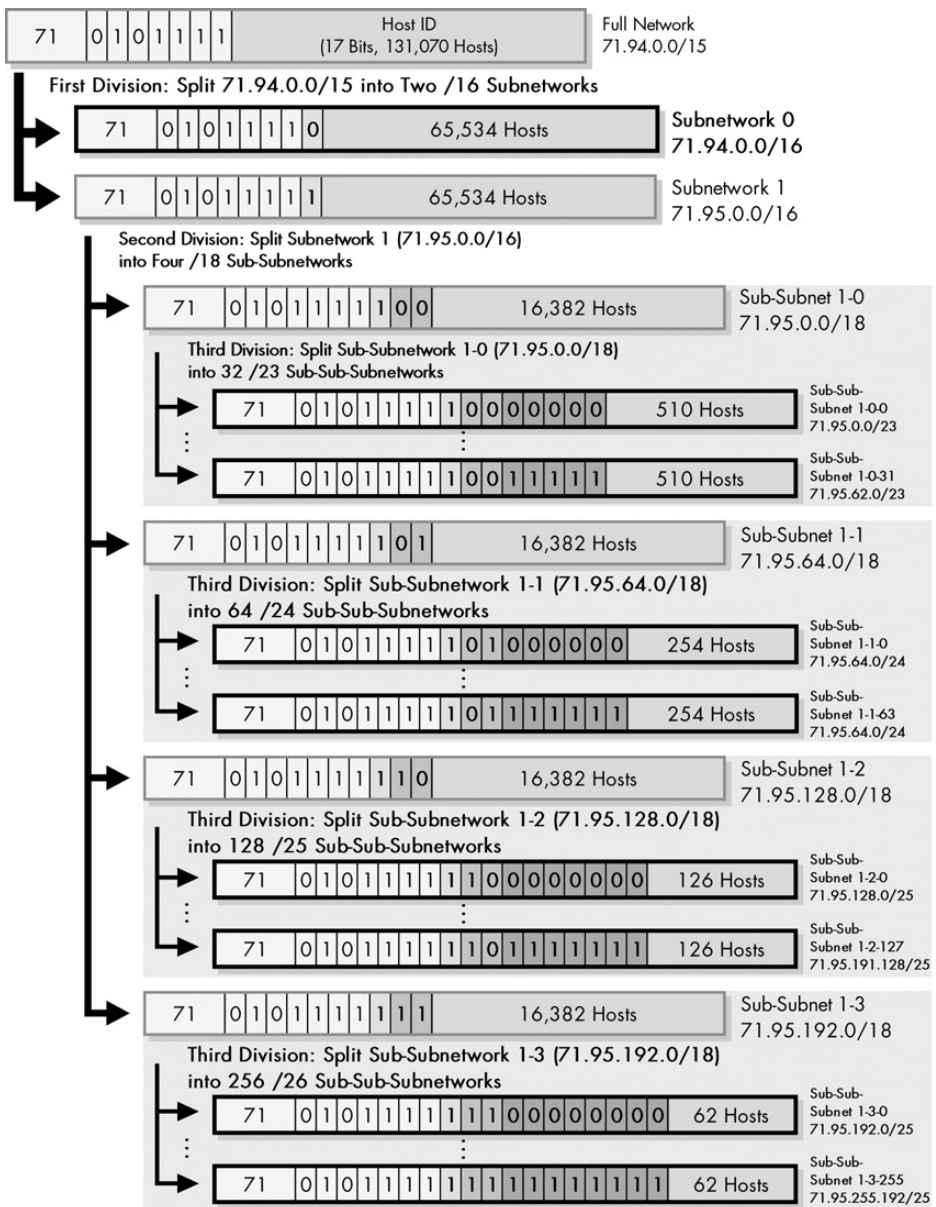 71 0 1 0 1 1 1 1 Host ID
(17 Bits, 131,070 Hosts)
Full Network
71.94.0.0/15
First Division: Split 71.94.0.0/15 into Two /16 Subnetworks
71 0 1 0 1 1 1 1 0 65,534 Hosts
Subnetwork 0
71.94.0.0/16
71 0 1 0 1 1 1 1 1 65,534 Hosts
Subnetwork 1
71.95.0.0/16
Second Division: Split Subnetwork 1 (71.95.0.0/16)
into Four /18 Sub-Subnetworks
71 0 1 0 1 1 1 1 1 0 0 16,382 Hosts
Sub-Subnet 1-0
71.95.0.0/18
Third Division: Split Sub-Subnetwork 1-0 (71.95.0.0/18)
into 32 /23 Sub-Sub-Subnetworks
71 0 1 0 1 1 1 1 1 0 0 0 0 0 0 0 510 Hosts
Sub-Sub-
Subnet 1-0-0
71.95.0.0/23
71 0 1 0 1 1 1 1 1 0 0 1 1 1 1 1 510 Hosts
Sub-Sub-
Subnet 1-0-31
71.95.62.0/23
71 0 1 0 1 1 1 1 1 0 1 16,382 Hosts
Sub-Subnet 1-1
71.95.64.0/18
Third Division: Split Sub-Subnetwork 1-1 (71.95.64.0/18)
into 64 /24 Sub-Sub-Subnetworks
71 0 1 0 1 1 1 1 1 0 1 0 0 0 0 0 0 254 Hosts
Sub-Sub-
Subnet 1-1-0
71.95.64.0/24
71 0 1 0 1 1 1 1 1 0 1 1 1 1 1 1 1 254 Hosts
Sub-Sub-
Subnet 1-1-63
71.95.64.0/24
71 0 1 0 1 1 1 1 1 1 0 16,382 Hosts
Sub-Subnet 1-2
71.95.128.0/18
Third Division: Split Sub-Subnetwork 1-2 (71.95.128.0/18)
into 128 /25 Sub-Sub-Subnetworks
71 0 1 0 1 1 1 1 1 1 0 0 0 0 0 0 0 0 126 Hosts
Sub-Sub-
Subnet 1-2-0
71.95.128.0/25
71 0 1 0 1 1 1 1 1 1 0 1 1 1 1 1 1 1 126 Hosts
Sub-Sub-
Subnet 1-2-127
71.95.191.128/25
71 0 1 0 1 1 1 1 1 1 1 16,382 Hosts
Sub-Subnet 1-3
71.95.192.0/18
Third Division: Split Sub-Subnetwork 1-3 (71.95.192.0/18)
into 256 /26 Sub-Sub-Subnetworks
71 0 1 0 1 1 1 1 1 1 1 0 0 0 0 0 0 0 0 62 Hosts
Sub-Sub-
Subnet 1-3-0
71.95.192.0/25
71 0 1 0 1 1 1 1 1 1 1 1 1 1 1 1 1 1 1 62 Hosts
Sub-Sub-
Subnet 1-3-255
71.95.255.192/25